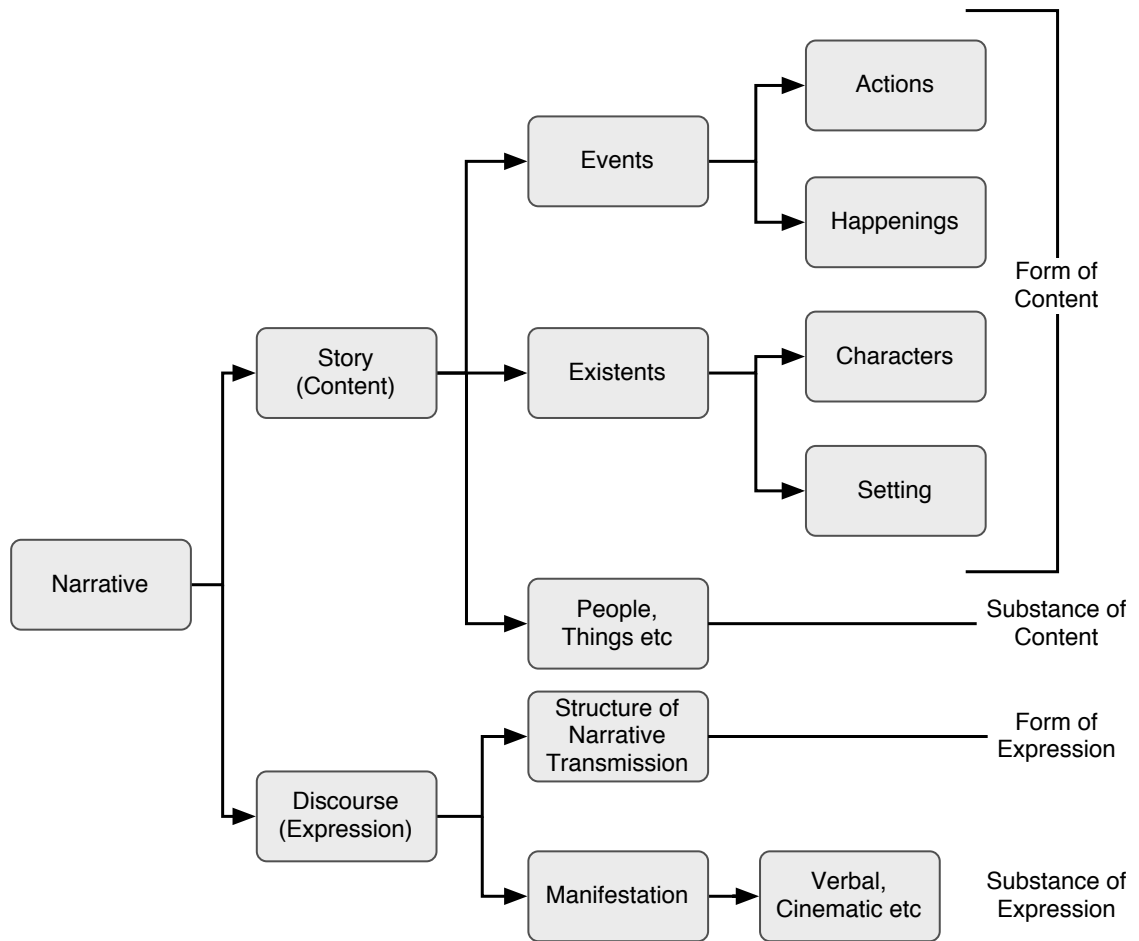 Actions
Events
Happenings
Form of
Content
Story
(Content)
Existents
Characters
Setting
Narrative
People,
Things etc
Substance of
Content
Structure of
Narrative
Transmission
Form of
Expression
Discourse
(Expression)
Manifestation
Verbal,
Cinematic etc
Substance of
Expression